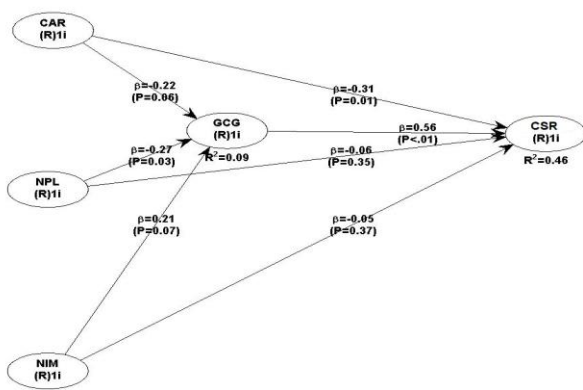 CAR
(R)1i
β=-0.22
(P=0.06)
β=-0.31
(P=0.01)
GCG
(R)1i
R²=0.09
β=0.56
(P<.01)
CSR
(R)1i
R²=0.46
β=-0.27
(P=0.03)
β=-0.06
(P=0.35)
NPL
(R)1i
β=0.21
(P=0.07)
β=-0.05
(P=0.37)
NIM
(R)1i